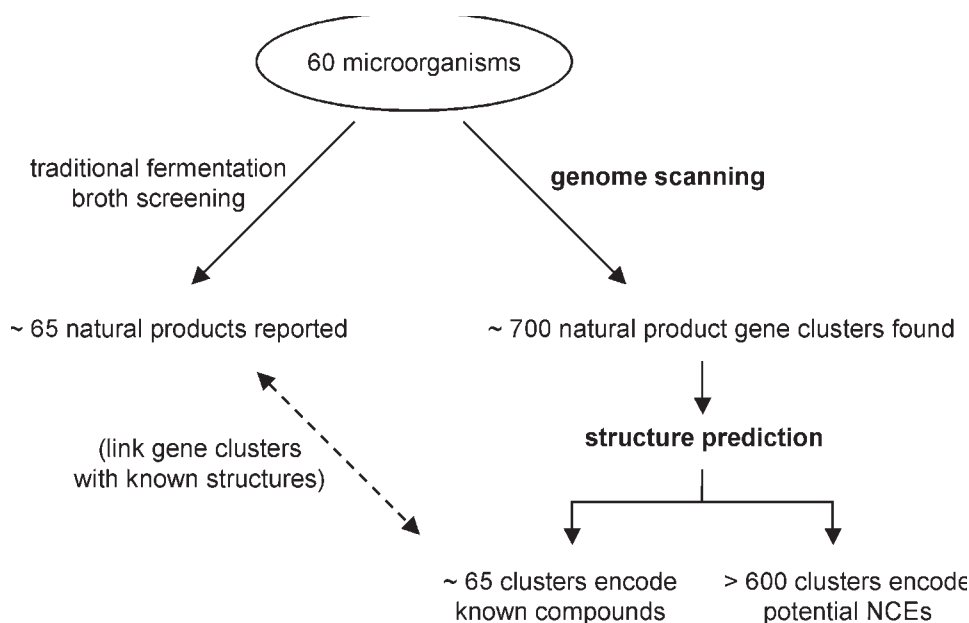 60 microorganisms
traditional fermentation
broth screening
genome scanning
~ 65 natural products reported
~ 700 natural product gene clusters found
(link gene clusters
with known structures)
structure prediction
~ 65 clusters encode
known compounds
> 600 clusters encode
potential NCEs